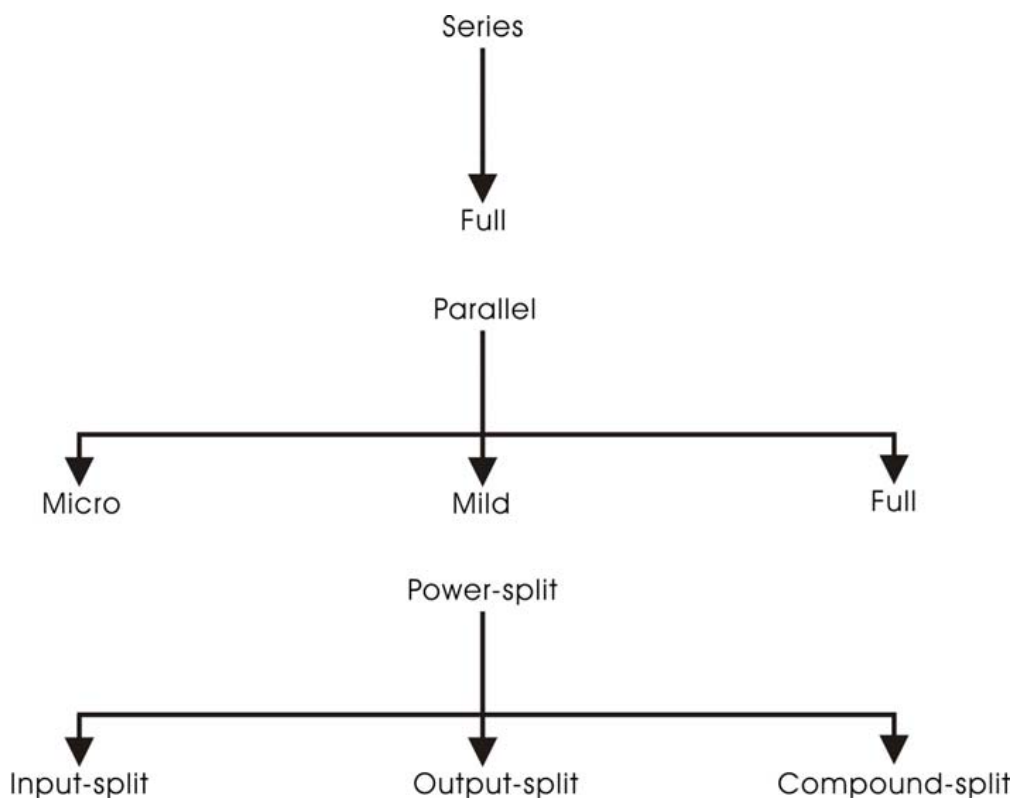 Series
Full
Parallel
Micro Mild Full
Power-split
Input-split Output-split Compound-split